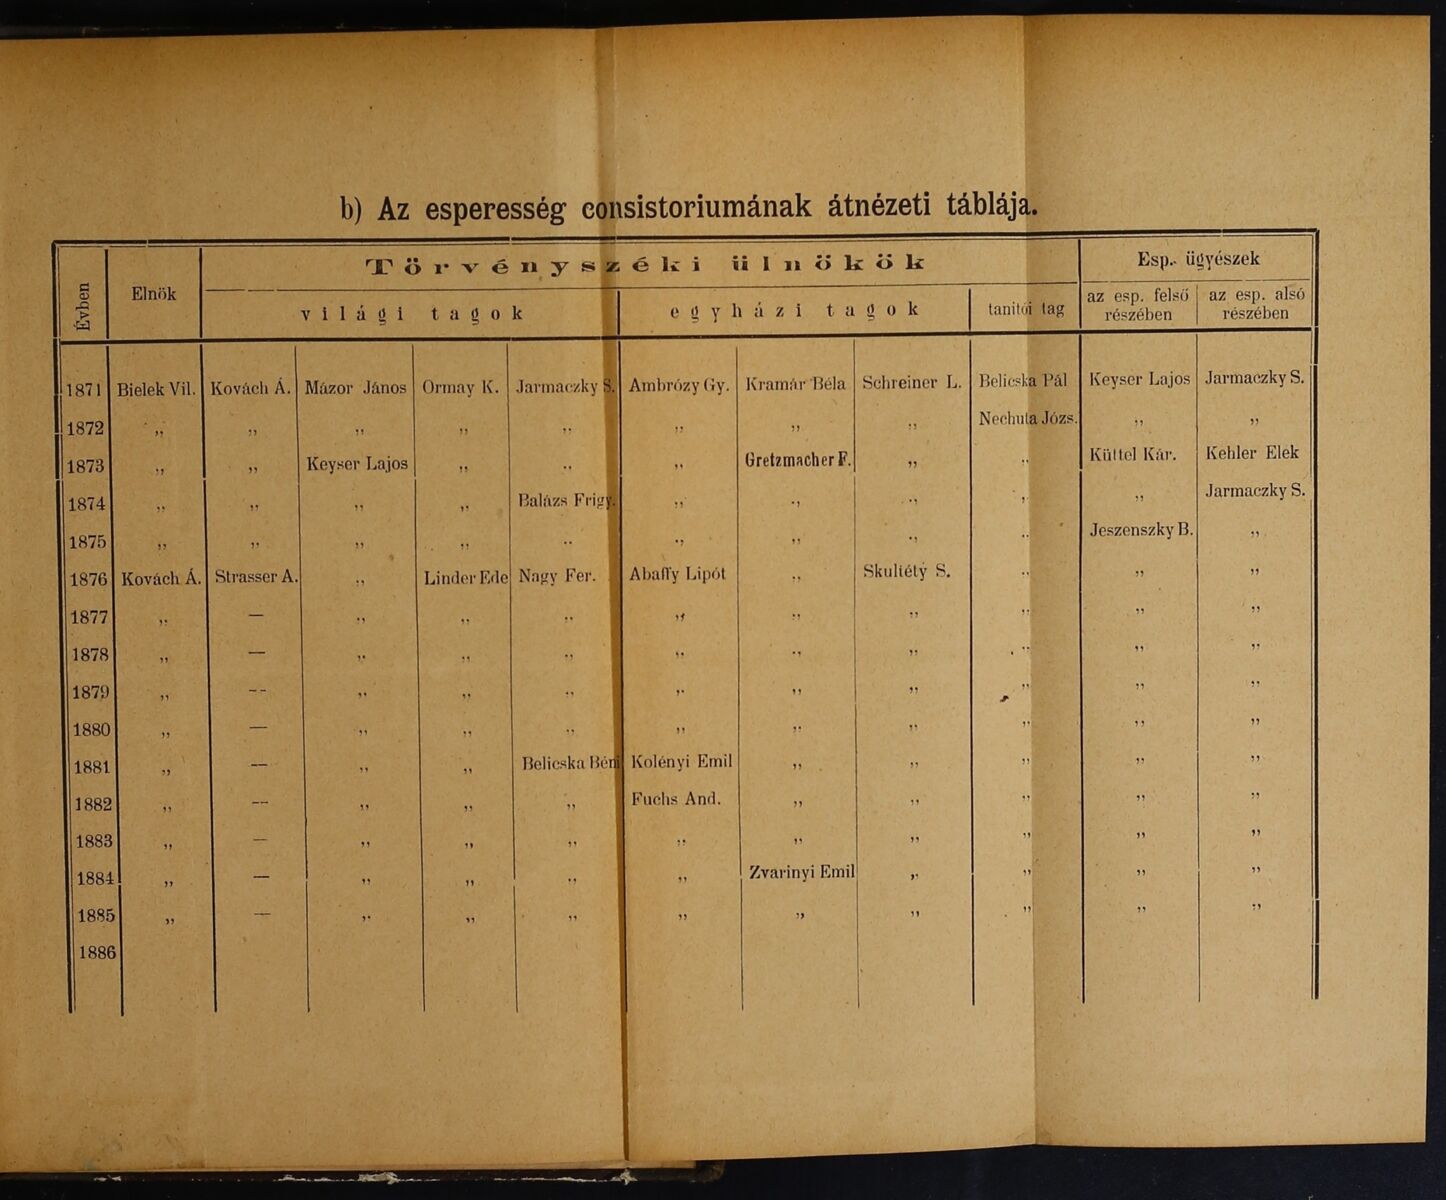 b) Az esperesség consistoriumának átnézeti táblája.
Évben Elnök Törvényszéki ülnökök Esp. ügyészek
világi tagok egyházi tagok tanitói tag az esp. felső részében az esp. alsó részében
1871 Bielek Vil. Kovách Á. Mázor János Ormay K. Jarmaczky S. Ambrózy Gy. Kramár Béla Schreiner L. Belicska Pál Keyser Lajos Jarmaczky S.
1872 „ „ „ „ „ „ „ „ Nechuta Józs. „ „
1873 „ „ Keyser Lajos „ „ „ Gretzmacher F. „ „ Küttel Kár. Kehler Elek
1874 „ „ „ „ Balázs Frigy. „ „ „ „ „ Jarmaczky S.
1875 „ „ „ „ „ „ „ „ „ Jeszenszky B. „
1876 Kovách Á. Strasser A. „ Linder Ede Nagy Fer. Abaffy Lipót „ Skultéty S. „ „ „
1877 „ — „ „ „ „ „ „ „ „ „
1878 „ — „ „ „ „ „ „ „ „ „
1879 „ — „ „ „ „ „ „ „ „ „
1880 „ — „ „ „ „ „ „ „ „ „
1881 „ — „ „ Belicska Béni Kolényi Emil „ „ „ „ „
1882 „ — „ „ „ Fuchs And. „ „ „ „ „
1883 „ — „ „ „ „ „ „ „ „ „
1884 „ — „ „ „ „ Zvarinyi Emil „ „ „ „
1885 „ — „ „ „ „ „ „ „ „ „
1886